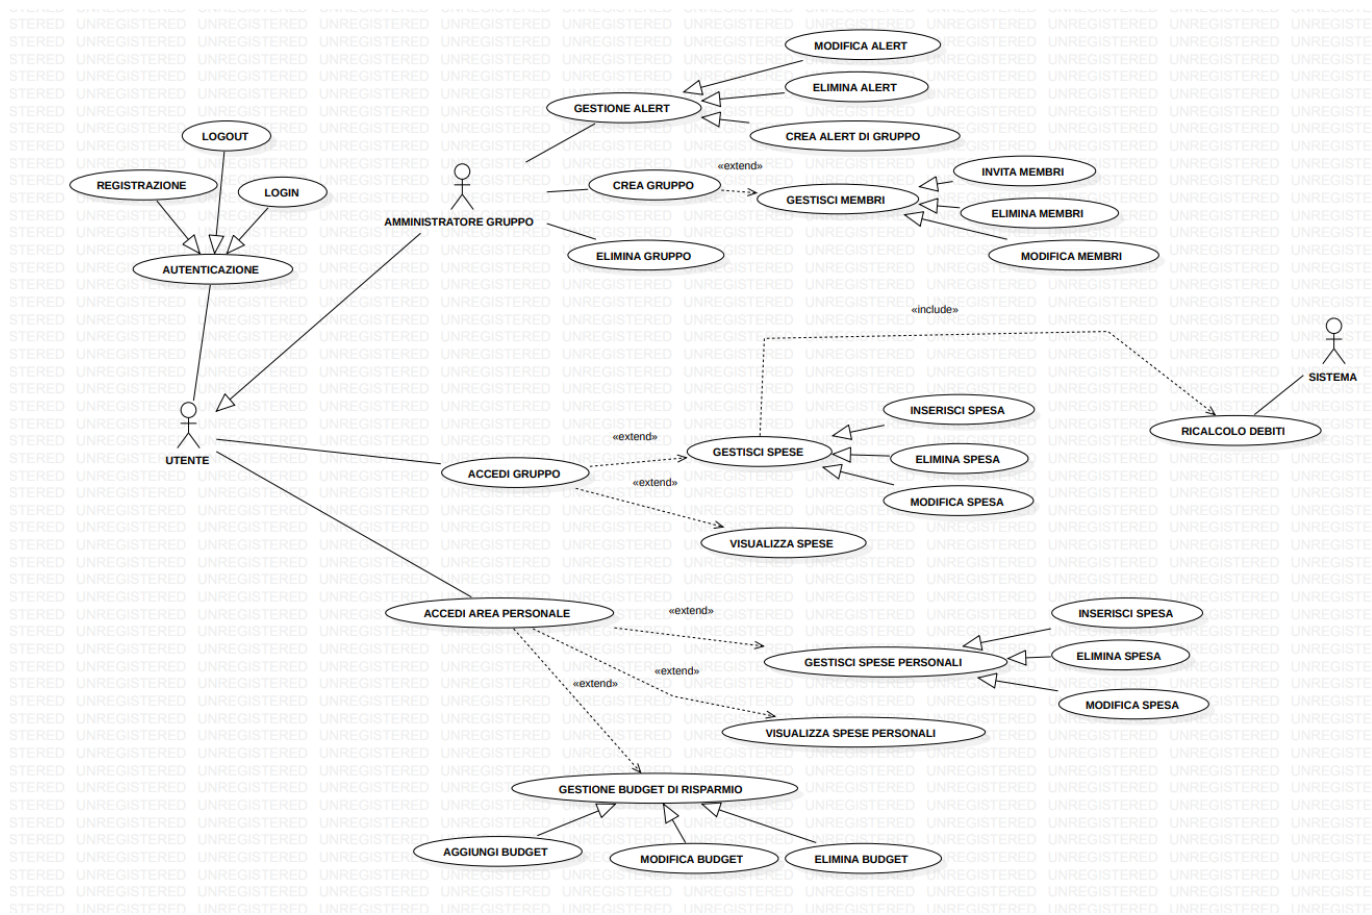 MODIFICA ALERT
ELIMINA ALERT
GESTIONE ALERT
CREA ALERT DI GRUPPO
LOGOUT
REGISTRAZIONE
LOGIN
AUTENTICAZIONE
AMMINISTRATORE GRUPPO
CREA GRUPPO
«extend»
GESTISCI MEMBRI
INVITA MEMBRI
ELIMINA MEMBRI
MODIFICA MEMBRI
ELIMINA GRUPPO
«include»
SISTEMA
RICALCOLO DEBITI
UTENTE
ACCEDI GRUPPO
«extend»
GESTISCI SPESE
INSERISCI SPESA
ELIMINA SPESA
MODIFICA SPESA
«extend»
VISUALIZZA SPESE
ACCEDI AREA PERSONALE
«extend»
GESTISCI SPESE PERSONALI
INSERISCI SPESA
ELIMINA SPESA
MODIFICA SPESA
«extend»
VISUALIZZA SPESE PERSONALI
«extend»
GESTIONE BUDGET DI RISPARMIO
AGGIUNGI BUDGET
MODIFICA BUDGET
ELIMINA BUDGET
UNREGISTERED